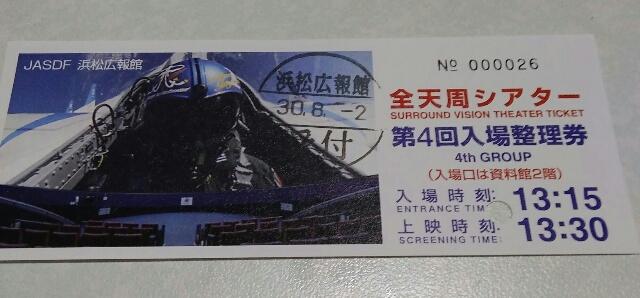 JASDF 浜松広報館
浜松広報館
30.8.-2
付
Nº 000026
全天周シアター
SURROUND VISION THEATER TICKET
第4回入場整理券
4th GROUP
(入場口は資料館2階)
入場時刻: 13:15
ENTRANCE TIME:
上映時刻: 13:30
SCREENING TIME: